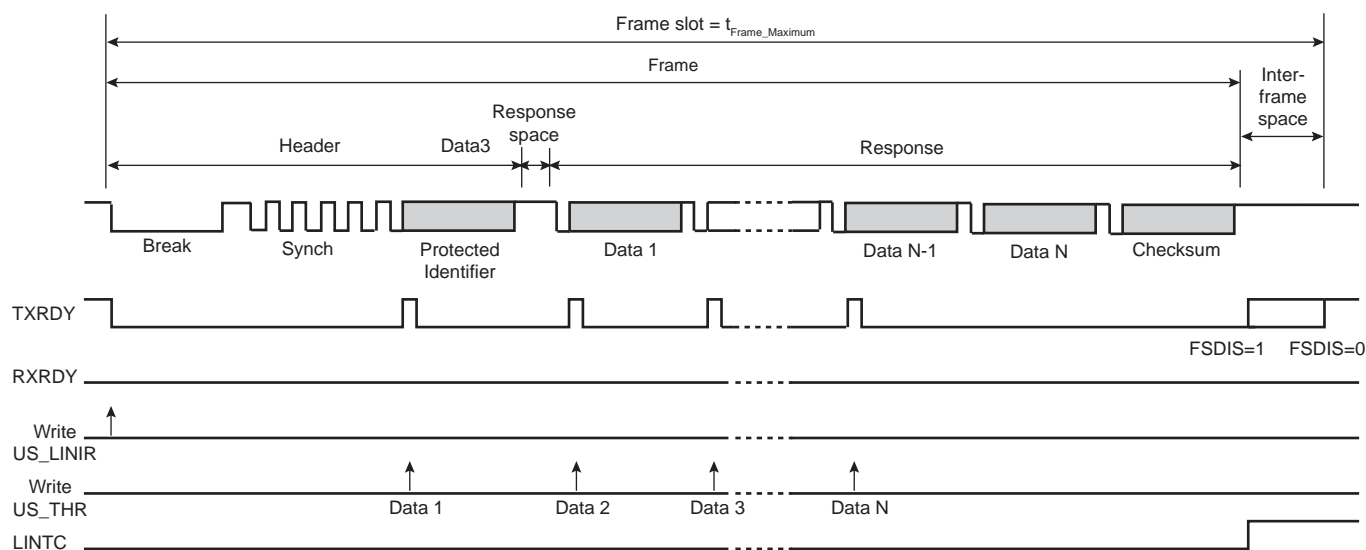 Frame slot = tFrame_Maximum
Frame
Inter-
frame
space
Response
space
Header
Data3
Response
Break
Synch
Protected
Identifier
Data 1
Data N-1
Data N
Checksum
TXRDY
FSDIS=1
FSDIS=0
RXRDY
Write
US_LINIR
Write
US_THR
Data 1
Data 2
Data 3
Data N
LINTC